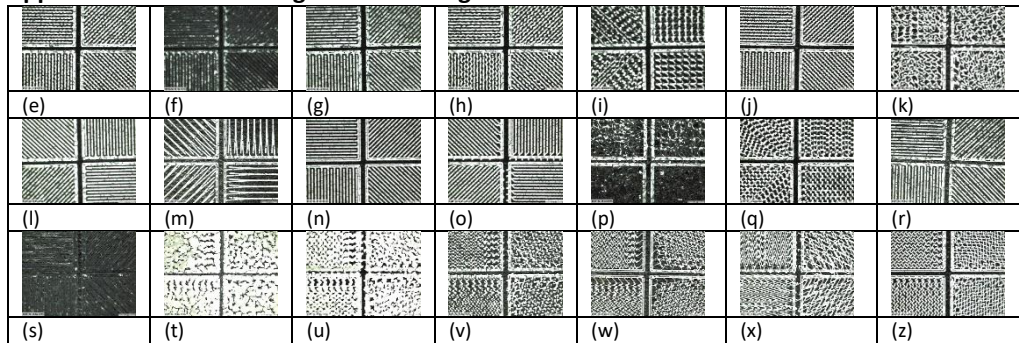 (e) (f) (g) (h) (i) (j) (k)
(l) (m) (n) (o) (p) (q) (r)
(s) (t) (u) (v) (w) (x) (z)